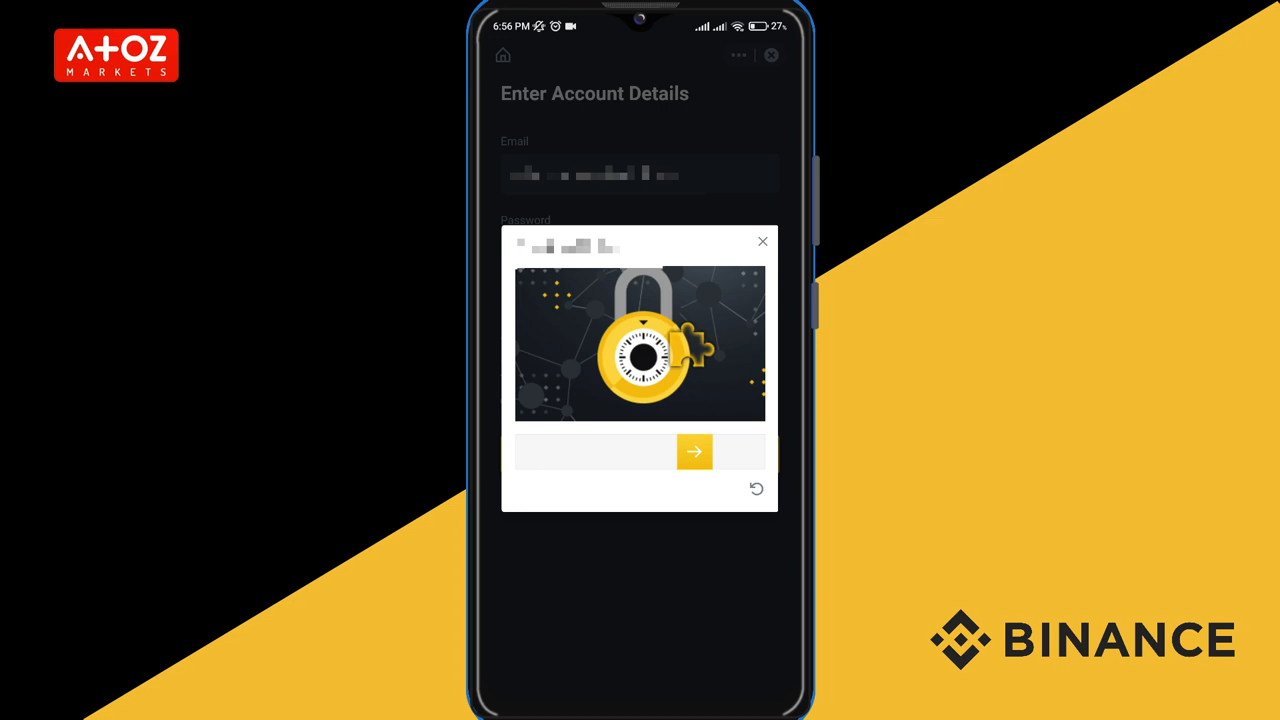 A+OZ
MARKETS
6:56 PM
27%
Enter Account Details
Email
Password
BINANCE